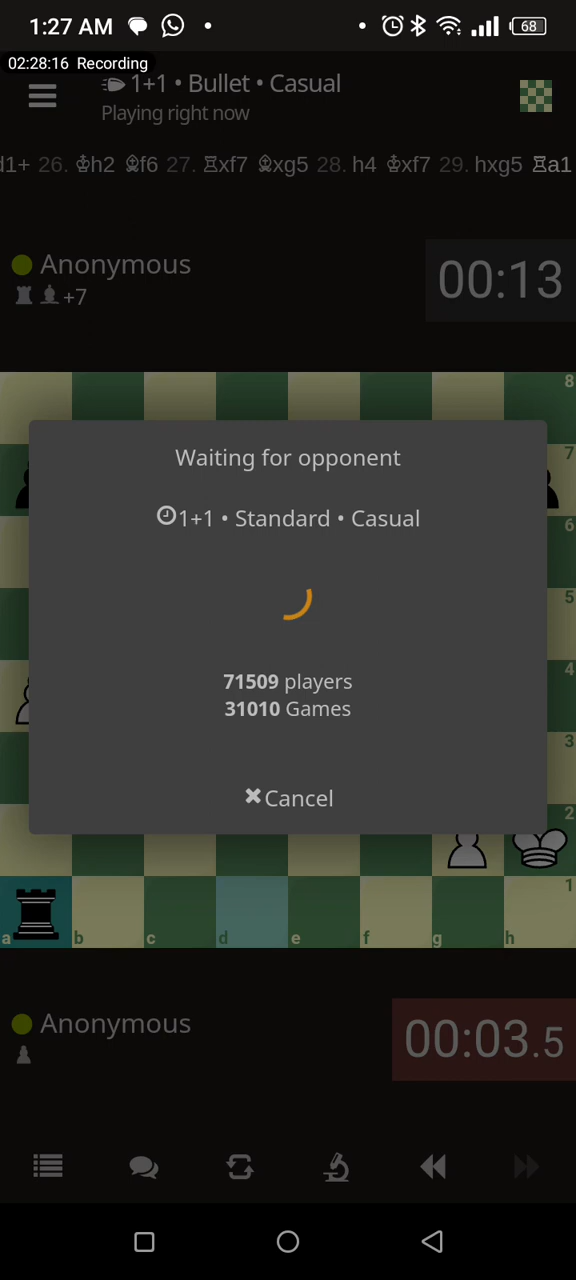 1:27 AM
68
02:28:16 Recording
1+1 • Bullet • Casual
Playing right now
d1+ 26. ♔h2 ♗f6 27. ♖xf7 ♗xg5 28. h4 ♔xf7 29. hxg5 ♖a1
Anonymous
+7
00:13
8
7
Waiting for opponent
1+1 • Standard • Casual
6
5
71509 players
31010 Games
4
3
Cancel
2
1
a b c d e f g h
Anonymous
00:03.5